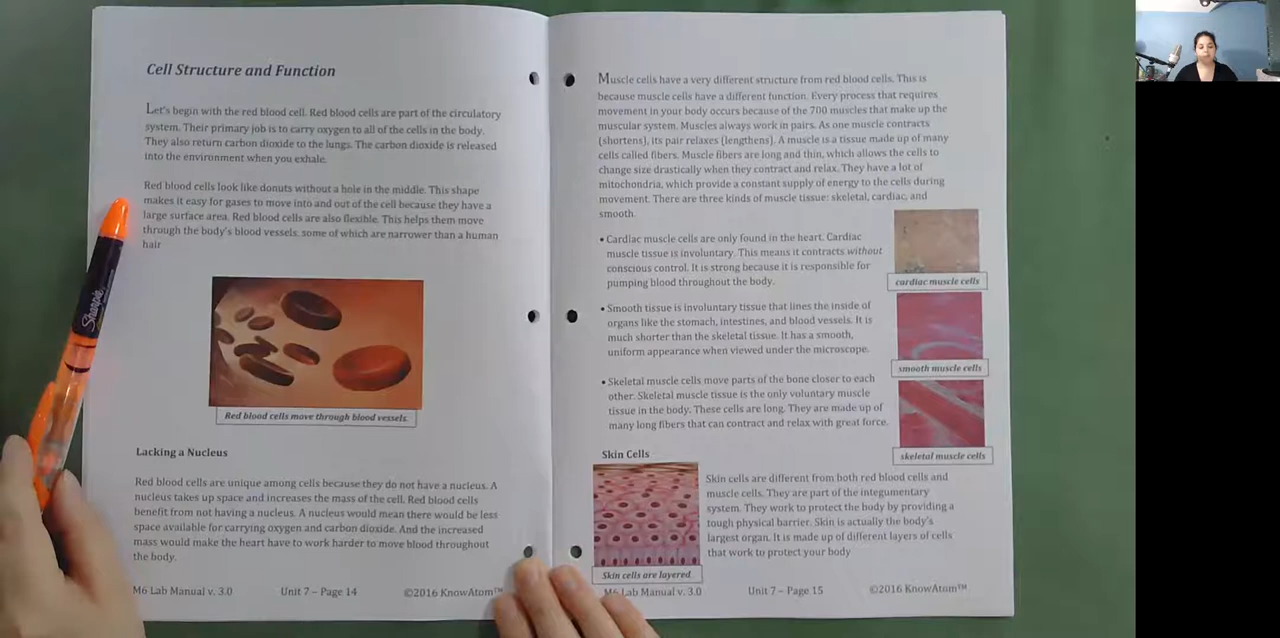 Cell Structure and Function
Let's begin with the red blood cell. Red blood cells are part of the circulatory
system. Their primary job is to carry oxygen to all of the cells in the body.
They also return carbon dioxide to the lungs. The carbon dioxide is released
into the environment when you exhale.
Red blood cells look like donuts without a hole in the middle. This shape
makes it easy for gases to move into and out of the cell because they have a
large surface area. Red blood cells are also flexible. This helps them move
through the body's blood vessels, some of which are narrower than a human
hair
Red blood cells move through blood vessels.
Lacking a Nucleus
Red blood cells are unique among cells because they do not have a nucleus. A
nucleus takes up space and increases the mass of the cell. Red blood cells
benefit from not having a nucleus. A nucleus would mean there would be less
space available for carrying oxygen and carbon dioxide. And the increased
mass would make the heart have to work harder to move blood throughout
the body.
M6 Lab Manual v. 3.0 Unit 7 – Page 14 ©2016 KnowAtom™
Muscle cells have a very different structure from red blood cells. This is
because muscle cells have a different function. Every process that requires
movement in your body occurs because of the 700 muscles that make up the
muscular system. Muscles always work in pairs. As one muscle contracts
(shortens), its pair relaxes (lengthens). A muscle is a tissue made up of many
cells called fibers. Muscle fibers are long and thin, which allows the cells to
change size drastically when they contract and relax. They have a lot of
mitochondria, which provide a constant supply of energy to the cells during
movement. There are three kinds of muscle tissue: skeletal, cardiac, and
smooth.
• Cardiac muscle cells are only found in the heart. Cardiac
muscle tissue is involuntary. This means it contracts without
conscious control. It is strong because it is responsible for
pumping blood throughout the body.
cardiac muscle cells
• Smooth tissue is involuntary tissue that lines the inside of
organs like the stomach, intestines, and blood vessels. It is
much shorter than the skeletal tissue. It has a smooth,
uniform appearance when viewed under the microscope.
smooth muscle cells
• Skeletal muscle cells move parts of the bone closer to each
other. Skeletal muscle tissue is the only voluntary muscle
tissue in the body. These cells are long. They are made up of
many long fibers that can contract and relax with great force.
skeletal muscle cells
Skin Cells
Skin cells are different from both red blood cells and
muscle cells. They are part of the integumentary
system. They work to protect the body by providing a
tough physical barrier. Skin is actually the body's
largest organ. It is made up of different layers of cells
that work to protect your body
Skin cells are layered.
M6 Lab Manual v. 3.0 Unit 7 – Page 15 ©2016 KnowAtom™
Sharpie